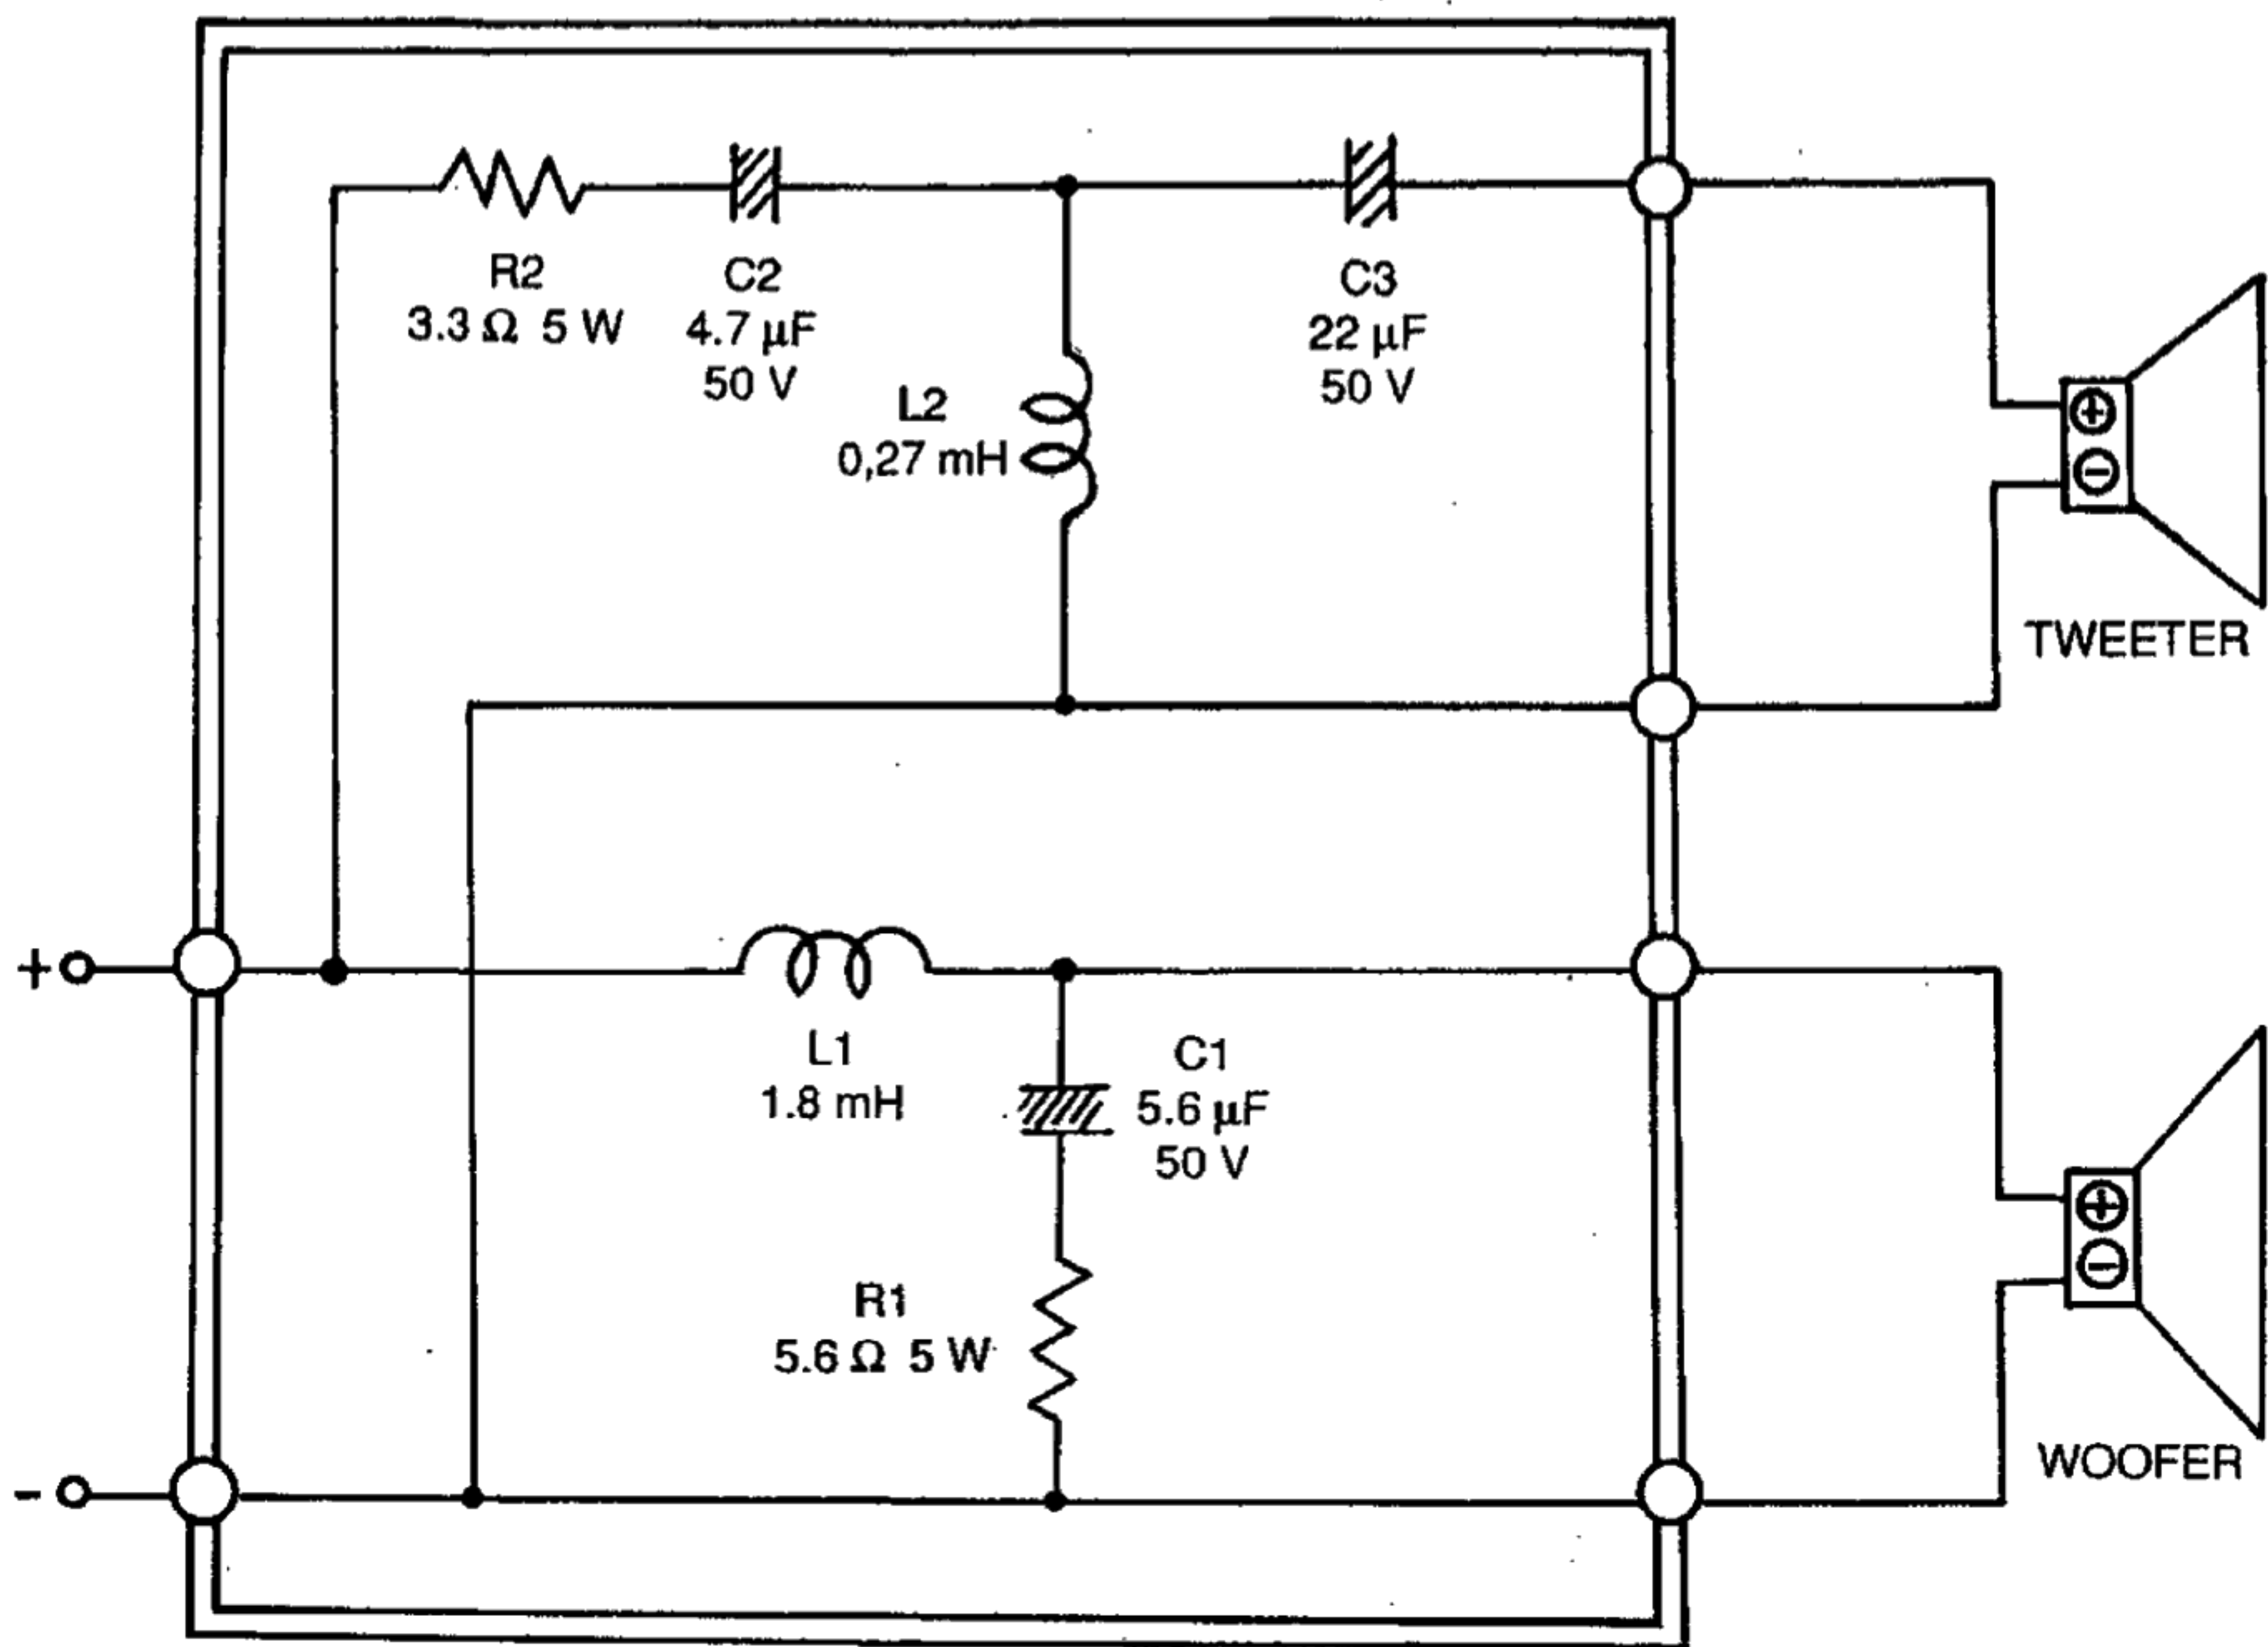 R2
3.3 Ω 5 W
C2
4.7 µF
50 V
C3
22 µF
50 V
L2
0,27 mH
+
-
TWEETER
+
L1
1.8 mH
C1
5.6 µF
50 V
R1
5.6 Ω 5 W
+
-
WOOFER
-